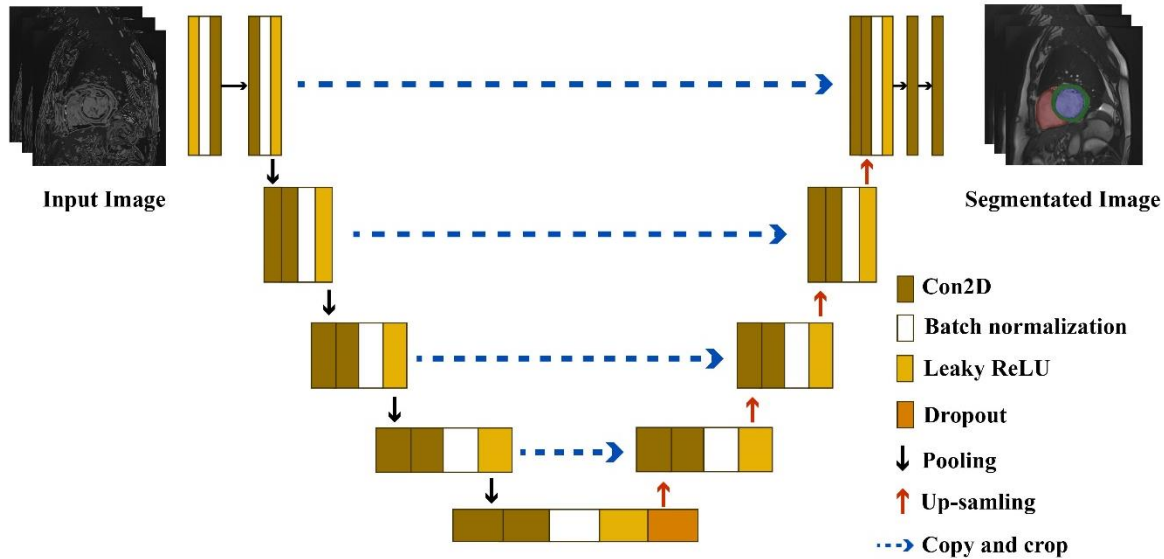 Input Image
Segmentated Image
Con2D
Batch normalization
Leaky ReLU
Dropout
Pooling
Up-samling
Copy and crop